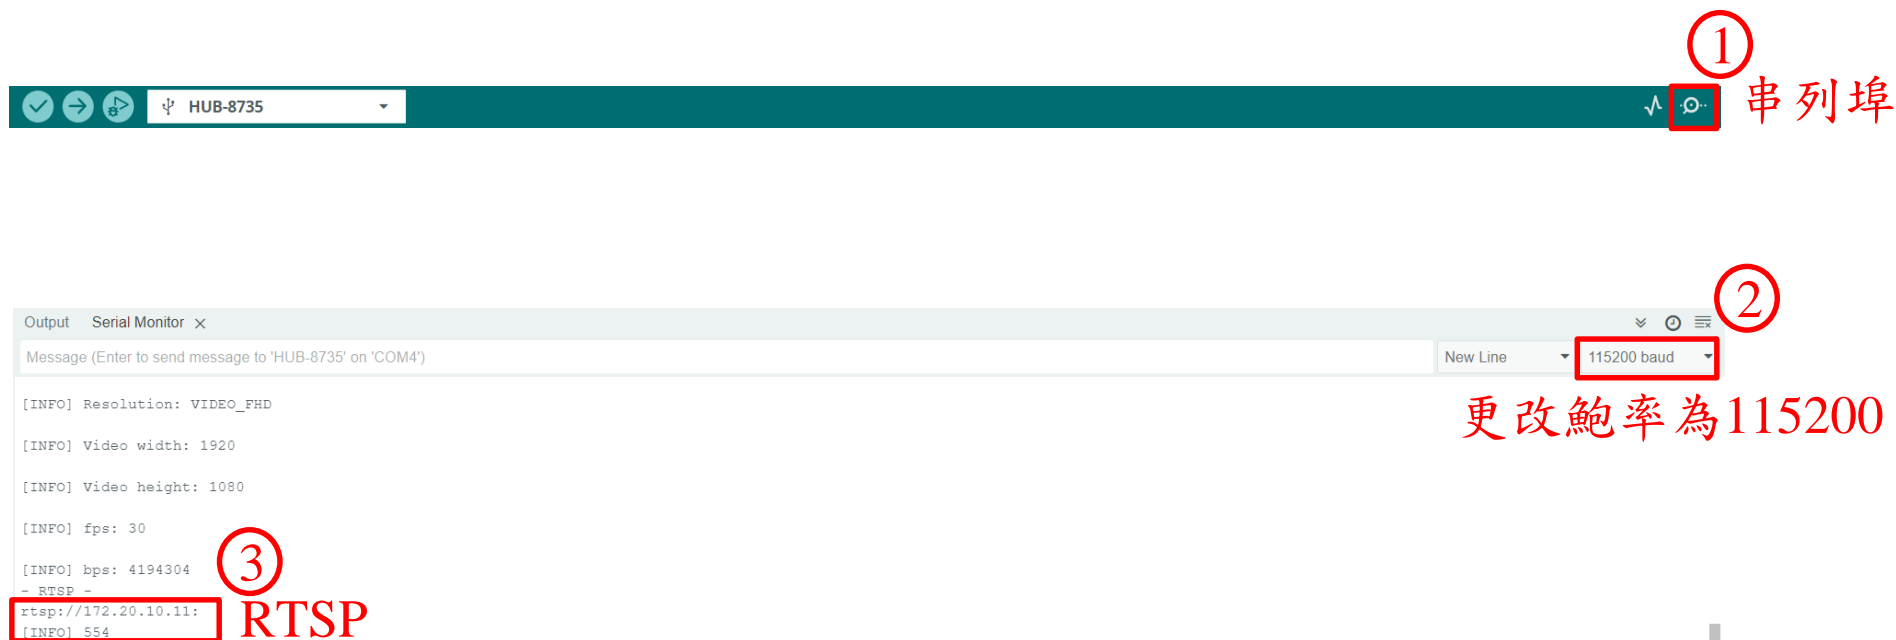 1
串列埠
HUB-8735
2
Output Serial Monitor
Message (Enter to send message to 'HUB-8735' on 'COM4') New Line 115200 baud
更改鮑率為115200
[INFO] Resolution: VIDEO_FHD
[INFO] Video width: 1920
[INFO] Video height: 1080
[INFO] fps: 30
3
[INFO] bps: 4194304
- RTSP -
rtsp://172.20.10.11:
[INFO] 554
RTSP